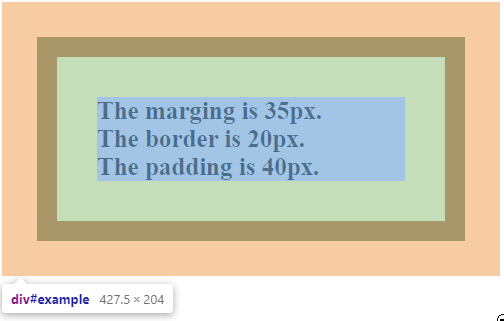 The marging is 35px.
The border is 20px.
The padding is 40px.
div#example 427.5 × 204